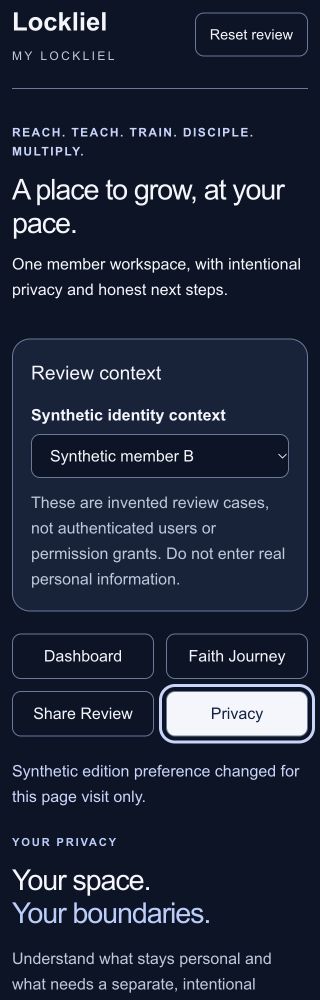 Lockliel
MY LOCKLIEL
Reset review
REACH. TEACH. TRAIN. DISCIPLE.
MULTIPLY.
A place to grow, at your
pace.
One member workspace, with intentional
privacy and honest next steps.
Review context
Synthetic identity context
Synthetic member B
These are invented review cases,
not authenticated users or
permission grants. Do not enter real
personal information.
Dashboard
Faith Journey
Share Review
Privacy
Synthetic edition preference changed for
this page visit only.
YOUR PRIVACY
Your space.
Your boundaries.
Understand what stays personal and
what needs a separate, intentional